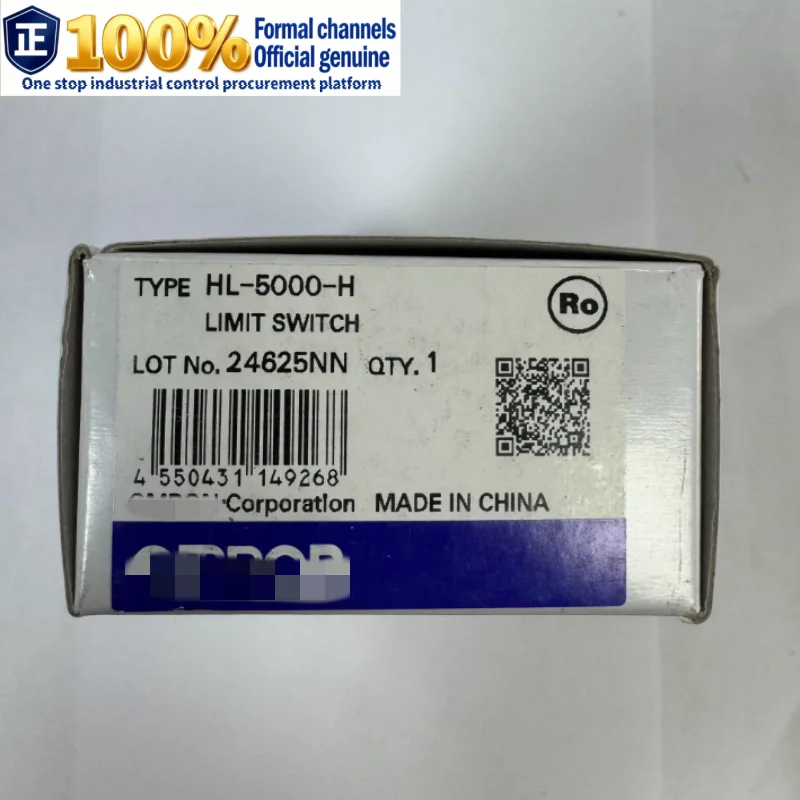 正 100% Formal channels
Official genuine
One stop industrial control procurement platform
TYPE HL-5000-H
LIMIT SWITCH
Ro
LOT No. 24625NN QTY. 1
4 550431 149268
Corporation MADE IN CHINA